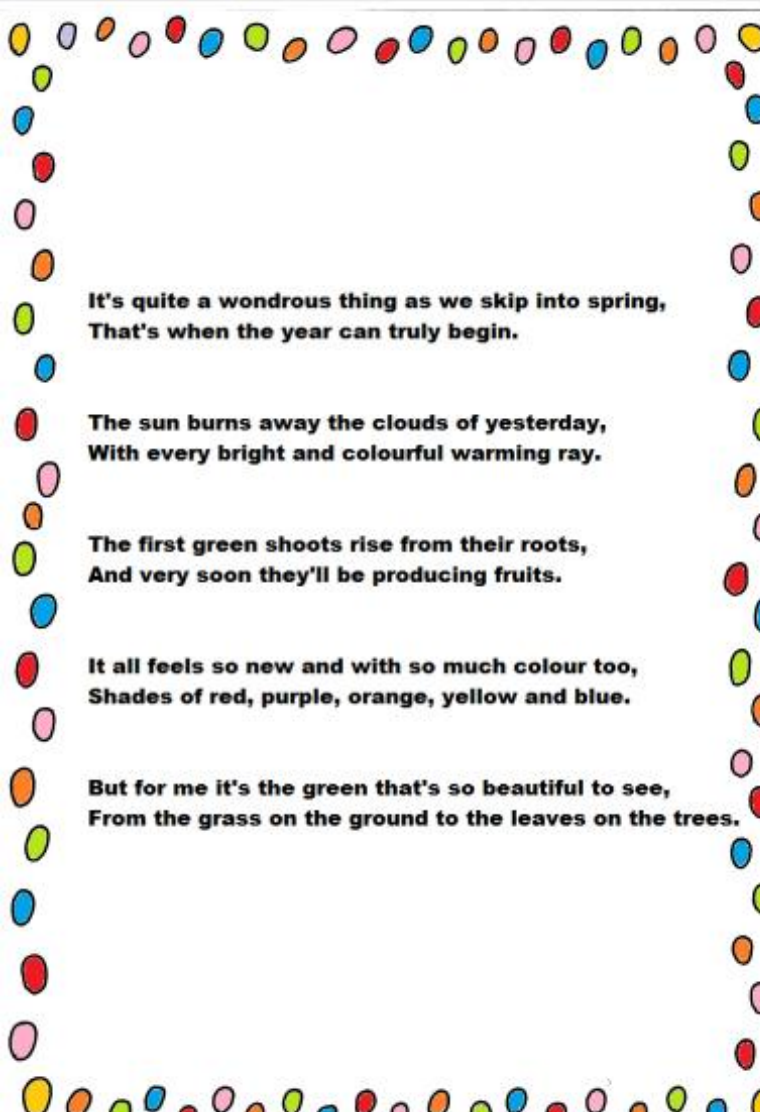 It's quite a wondrous thing as we skip into spring,
That's when the year can truly begin.
The sun burns away the clouds of yesterday,
With every bright and colourful warming ray.
The first green shoots rise from their roots,
And very soon they'll be producing fruits.
It all feels so new and with so much colour too,
Shades of red, purple, orange, yellow and blue.
But for me it's the green that's so beautiful to see,
From the grass on the ground to the leaves on the trees.